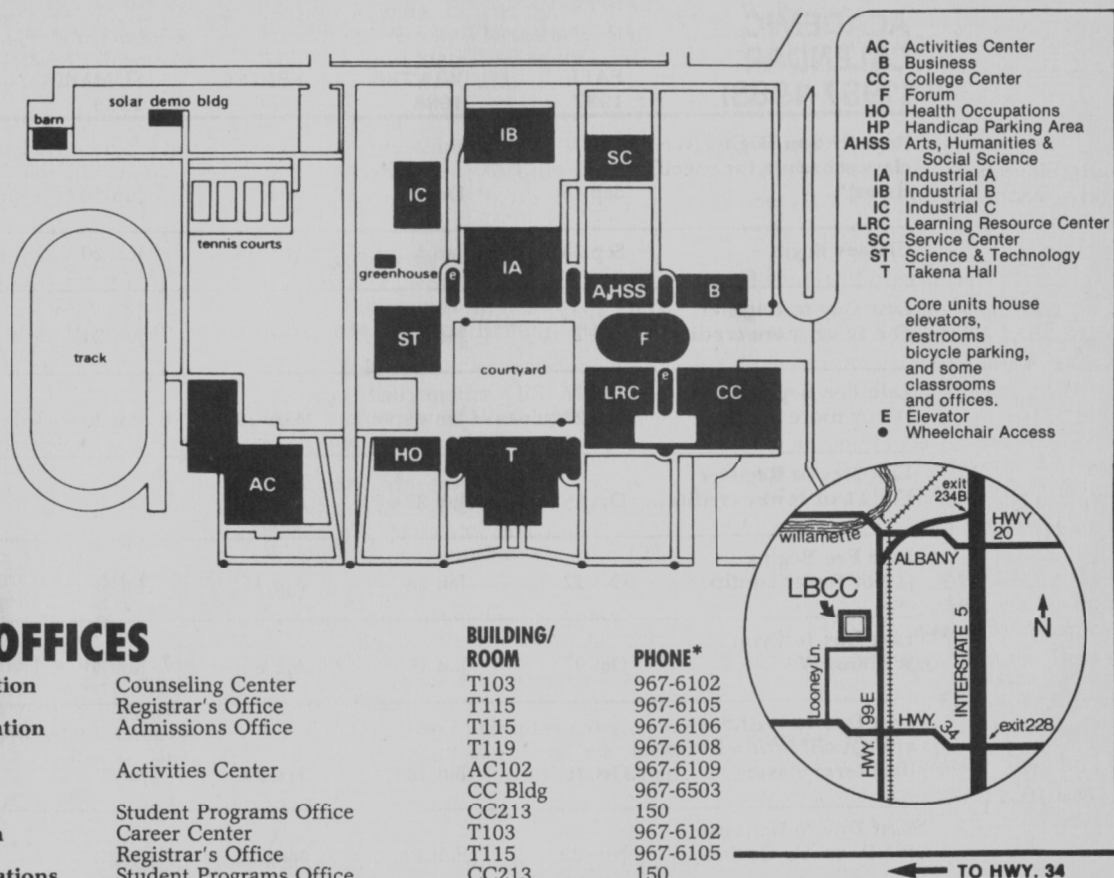 AC Activities Center
B Business
CC College Center
F Forum
HO Health Occupations
HP Handicap Parking Area
AHSS Arts, Humanities &
Social Science
IA Industrial A
IB Industrial B
IC Industrial C
LRC Learning Resource Center
SC Service Center
ST Science & Technology
T Takena Hall
Core units house
elevators,
restrooms
bicycle parking,
and some
classrooms
and offices.
E Elevator
• Wheelchair Access
solar demo bldg
barn
IB
SC
IC
tennis courts
greenhouse
e
IA
A,HSS
B
ST
F
track
courtyard
LRC
e
CC
HO
T
AC
exit
234B
willamette
HWY
20
ALBANY
LBCC
N
Looney Ln.
HWY 99E
INTERSTATE 5
HWY. 34
exit228
TO HWY. 34
OFFICES
BUILDING/
ROOM PHONE*
tion Counseling Center T103 967-6102
Registrar's Office T115 967-6105
ation Admissions Office T115 967-6106
T119 967-6108
Activities Center AC102 967-6109
CC Bldg 967-6503
Student Programs Office CC213 150
Career Center T103 967-6102
Registrar's Office T115 967-6105
ations Student Programs Office CC213 150